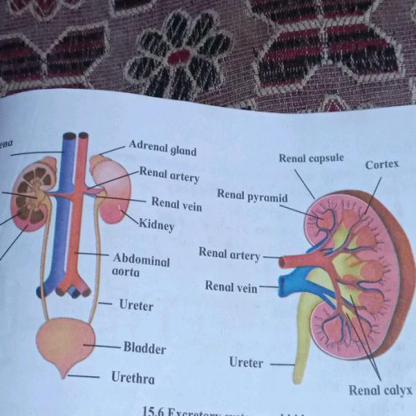 ena
Adrenal gland
Renal artery
Renal vein
Kidney
Abdominal
aorta
Ureter
Bladder
Urethra
Renal capsule
Cortex
Renal pyramid
Renal artery
Renal vein
Ureter
Renal calyx
15.6 Excretory